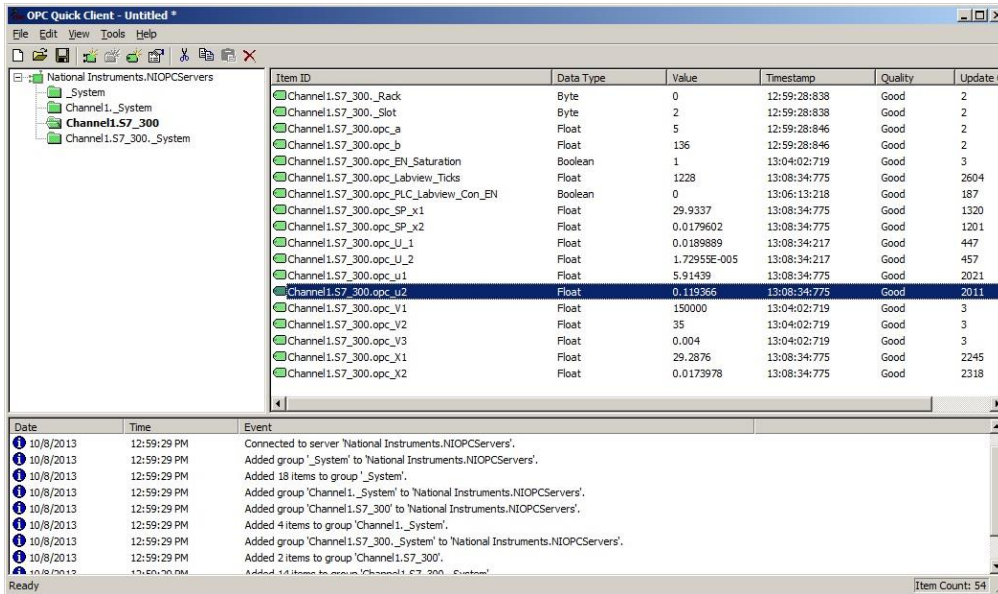 OPC Quick Client - Untitled *
File Edit View Tools Help
National Instruments.NIOPCServers
_System
Channel1._System
Channel1.S7_300
Channel1.S7_300._System
Item ID Data Type Value Timestamp Quality Update
Channel1.S7_300._Rack Byte 0 12:59:28:838 Good 2
Channel1.S7_300._Slot Byte 2 12:59:28:838 Good 2
Channel1.S7_300.opc_a Float 5 12:59:28:846 Good 2
Channel1.S7_300.opc_b Float 136 12:59:28:846 Good 2
Channel1.S7_300.opc_EN_Saturation Boolean 1 13:04:02:719 Good 3
Channel1.S7_300.opc_Labview_Ticks Float 1228 13:08:34:775 Good 2604
Channel1.S7_300.opc_PLC_Labview_Con_EN Boolean 0 13:06:13:218 Good 187
Channel1.S7_300.opc_SP_x1 Float 29.9337 13:08:34:775 Good 1320
Channel1.S7_300.opc_SP_x2 Float 0.0179602 13:08:34:775 Good 1201
Channel1.S7_300.opc_U_1 Float 0.0189889 13:08:34:217 Good 447
Channel1.S7_300.opc_U_2 Float 1.72955E-005 13:08:34:217 Good 457
Channel1.S7_300.opc_u1 Float 5.91439 13:08:34:775 Good 2021
Channel1.S7_300.opc_u2 Float 0.119366 13:08:34:775 Good 2011
Channel1.S7_300.opc_V1 Float 150000 13:04:02:719 Good 3
Channel1.S7_300.opc_V2 Float 35 13:04:02:719 Good 3
Channel1.S7_300.opc_V3 Float 0.004 13:04:02:719 Good 3
Channel1.S7_300.opc_X1 Float 29.2876 13:08:34:775 Good 2245
Channel1.S7_300.opc_X2 Float 0.0173978 13:08:34:775 Good 2318
Date Time Event
10/8/2013 12:59:29 PM Connected to server 'National Instruments.NIOPCServers'.
10/8/2013 12:59:29 PM Added group '_System' to 'National Instruments.NIOPCServers'.
10/8/2013 12:59:29 PM Added 18 items to group '_System'.
10/8/2013 12:59:29 PM Added group 'Channel1._System' to 'National Instruments.NIOPCServers'.
10/8/2013 12:59:29 PM Added group 'Channel1.S7_300' to 'National Instruments.NIOPCServers'.
10/8/2013 12:59:29 PM Added 4 items to group 'Channel1._System'.
10/8/2013 12:59:29 PM Added group 'Channel1.S7_300._System' to 'National Instruments.NIOPCServers'.
10/8/2013 12:59:29 PM Added 2 items to group 'Channel1.S7_300'.
10/8/2013 12:59:29 PM Added 14 items to group 'Channel1.S7_300._System'.
Ready Item Count: 54